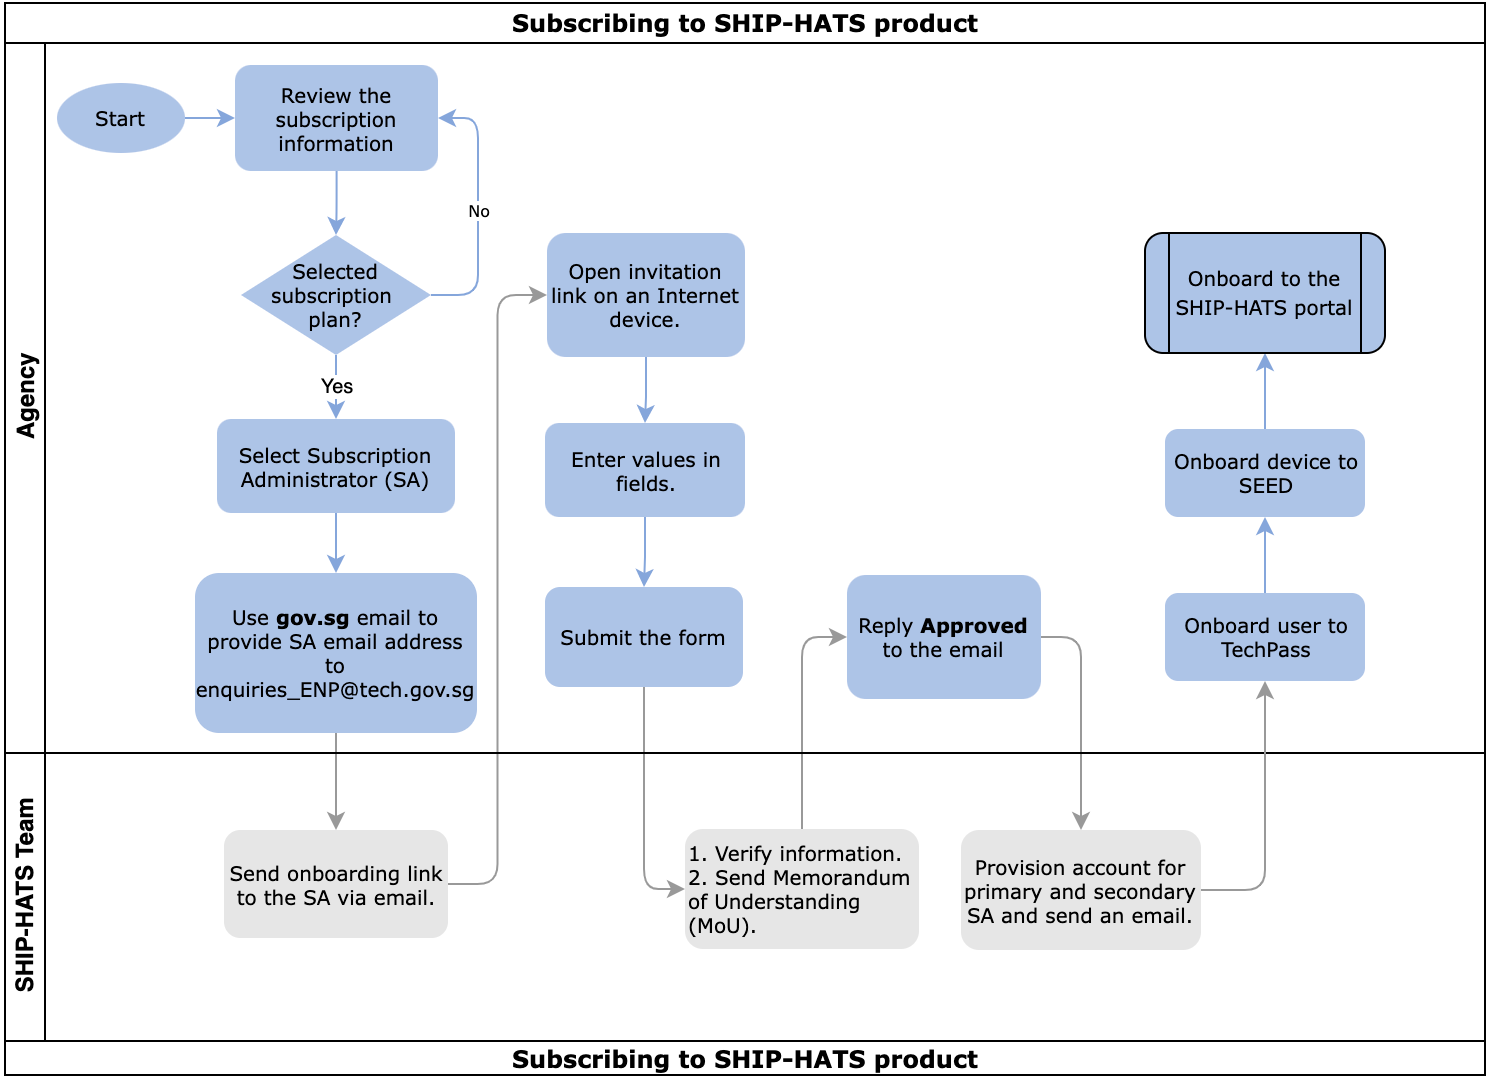 Subscribing to SHIP-HATS product
Agency
Start
Review the
subscription
information
No
Selected
subscription
plan?
Yes
Select Subscription
Administrator (SA)
Use gov.sg email to
provide SA email address
to
enquiries_ENP@tech.gov.sg
Open invitation
link on an Internet
device.
Enter values in
fields.
Submit the form
Reply Approved
to the email
Onboard to the
SHIP-HATS portal
Onboard device to
SEED
Onboard user to
TechPass
SHIP-HATS Team
Send onboarding link
to the SA via email.
1. Verify information.
2. Send Memorandum
of Understanding
(MoU).
Provision account for
primary and secondary
SA and send an email.
Subscribing to SHIP-HATS product